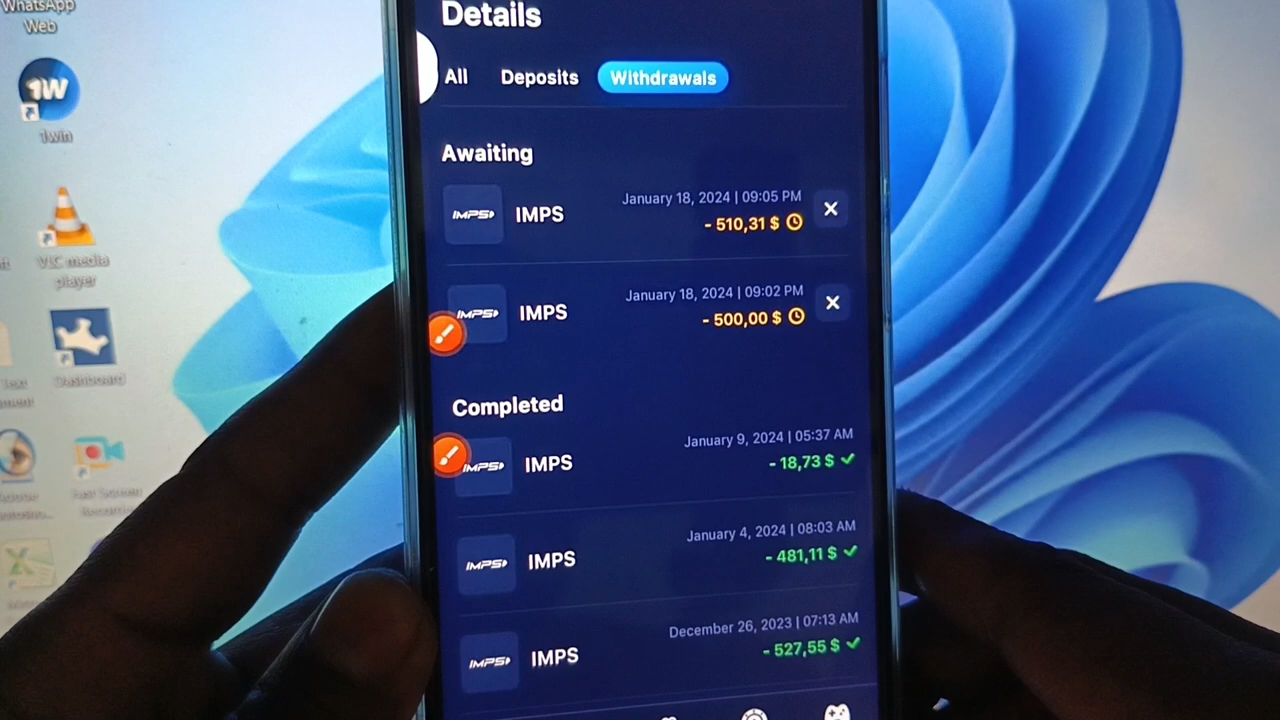 WhatsApp
Web
1W
1win
VLC media
player
Dashboard
Text
Fast Screen
Details
All Deposits Withdrawals
Awaiting
IMPS IMPS January 18, 2024 | 09:05 PM
- 510,31 $
IMPS IMPS January 18, 2024 | 09:02 PM
- 500,00 $
Completed
IMPS IMPS January 9, 2024 | 05:37 AM
- 18,73 $
IMPS IMPS January 4, 2024 | 08:03 AM
- 481,11 $
IMPS IMPS December 26, 2023 | 07:13 AM
- 527,55 $